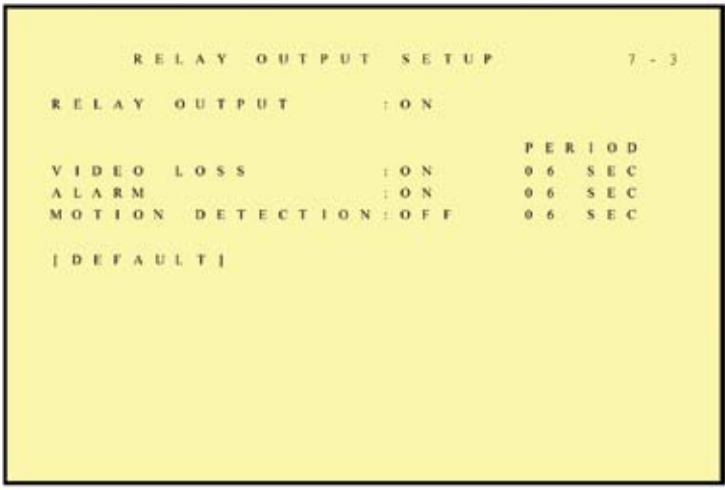 RELAY OUTPUT SETUP 7-3
RELAY OUTPUT :ON
PERIOD
VIDEO LOSS :ON 06 SEC
ALARM :ON 06 SEC
MOTION DETECTION:OFF 06 SEC
[DEFAULT]